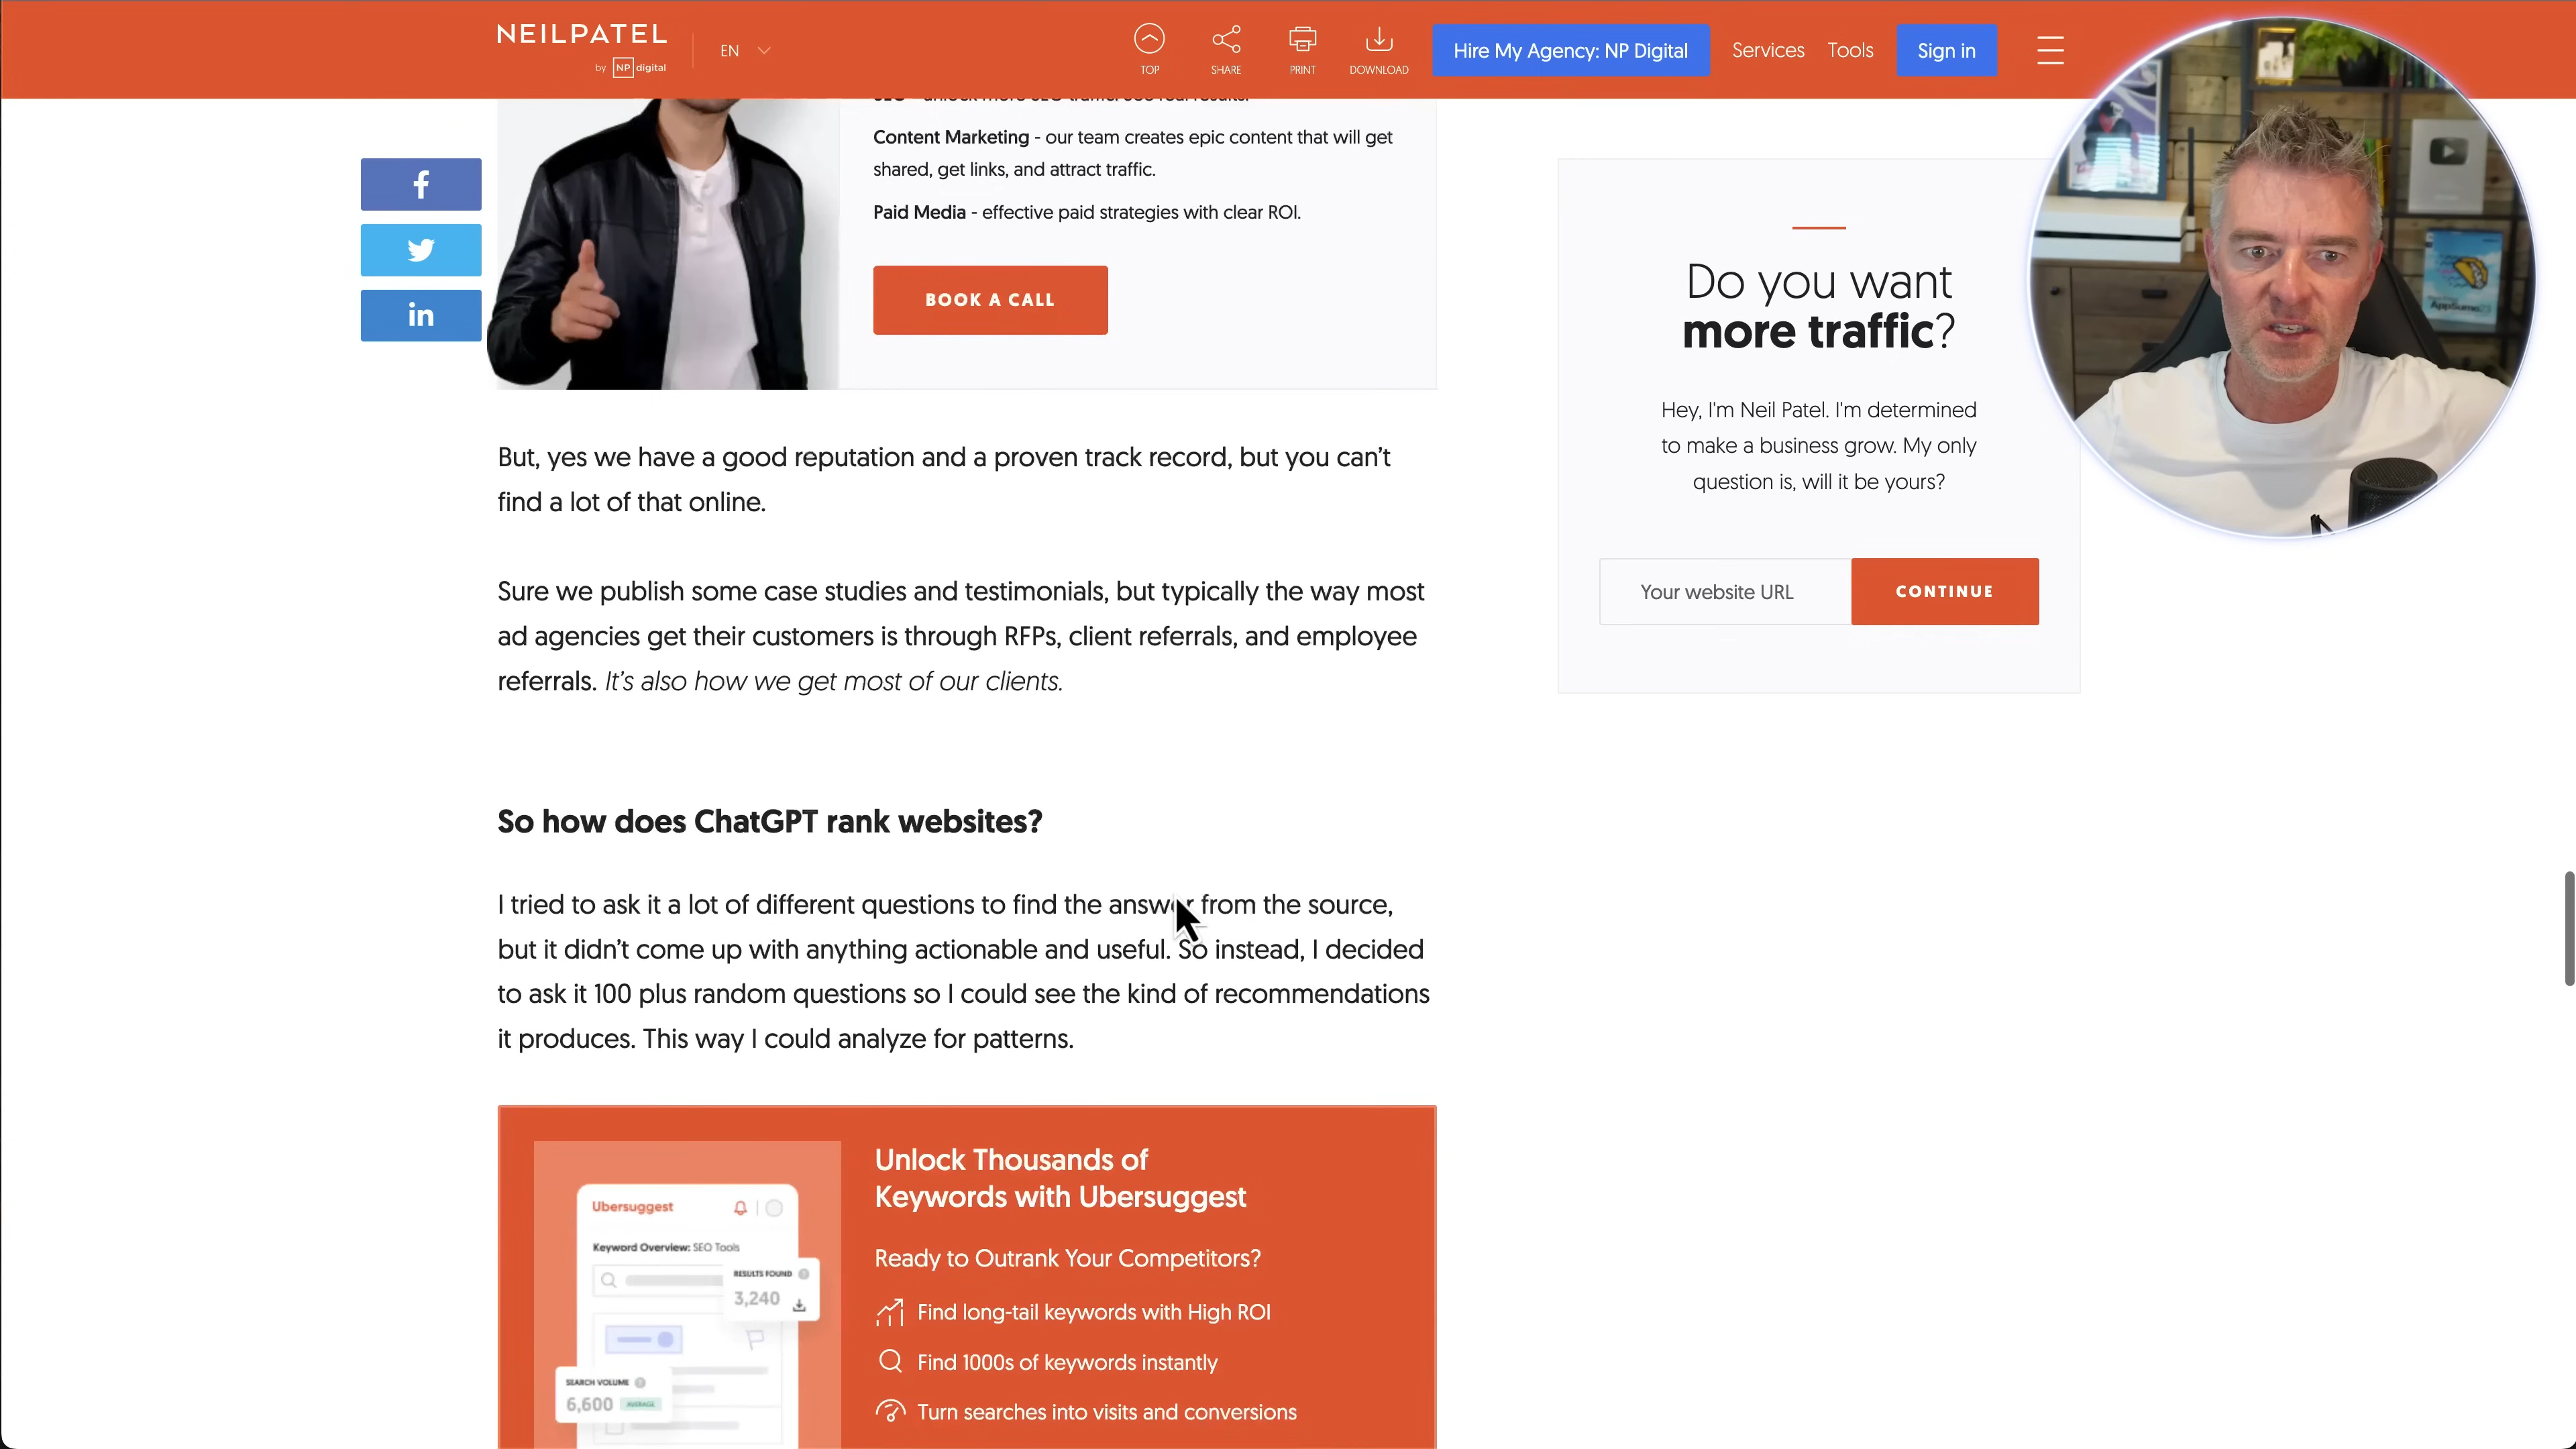 NEILPATEL
by NP digital
EN
TOP
SHARE
PRINT
DOWNLOAD
Hire My Agency: NP Digital
Services
Tools
Sign in
Content Marketing - our team creates epic content that will get
shared, get links, and attract traffic.
Paid Media - effective paid strategies with clear ROI.
BOOK A CALL
But, yes we have a good reputation and a proven track record, but you can’t
find a lot of that online.
Sure we publish some case studies and testimonials, but typically the way most
ad agencies get their customers is through RFPs, client referrals, and employee
referrals. It’s also how we get most of our clients.
So how does ChatGPT rank websites?
I tried to ask it a lot of different questions to find the answer from the source,
but it didn’t come up with anything actionable and useful. So instead, I decided
to ask it 100 plus random questions so I could see the kind of recommendations
it produces. This way I could analyze for patterns.
Unlock Thousands of
Keywords with Ubersuggest
Ready to Outrank Your Competitors?
Find long-tail keywords with High ROI
Find 1000s of keywords instantly
Turn searches into visits and conversions
Ubersuggest
Keyword Overview: SEO Tools
RESULTS FOUND
3,240
SEARCH VOLUME
6,600 AVERAGE
Do you want
more traffic?
Hey, I'm Neil Patel. I'm determined
to make a business grow. My only
question is, will it be yours?
Your website URL
CONTINUE
AppSumo